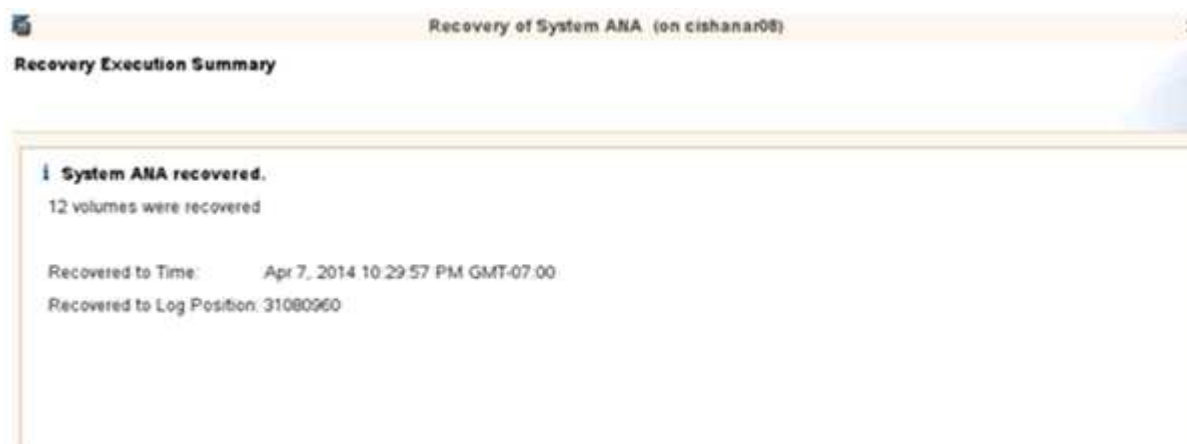 Recovery of System ANA (on cishanar08)
Recovery Execution Summary
System ANA recovered.
12 volumes were recovered
Recovered to Time: Apr 7, 2014 10:29:57 PM GMT-07:00
Recovered to Log Position: 31080960